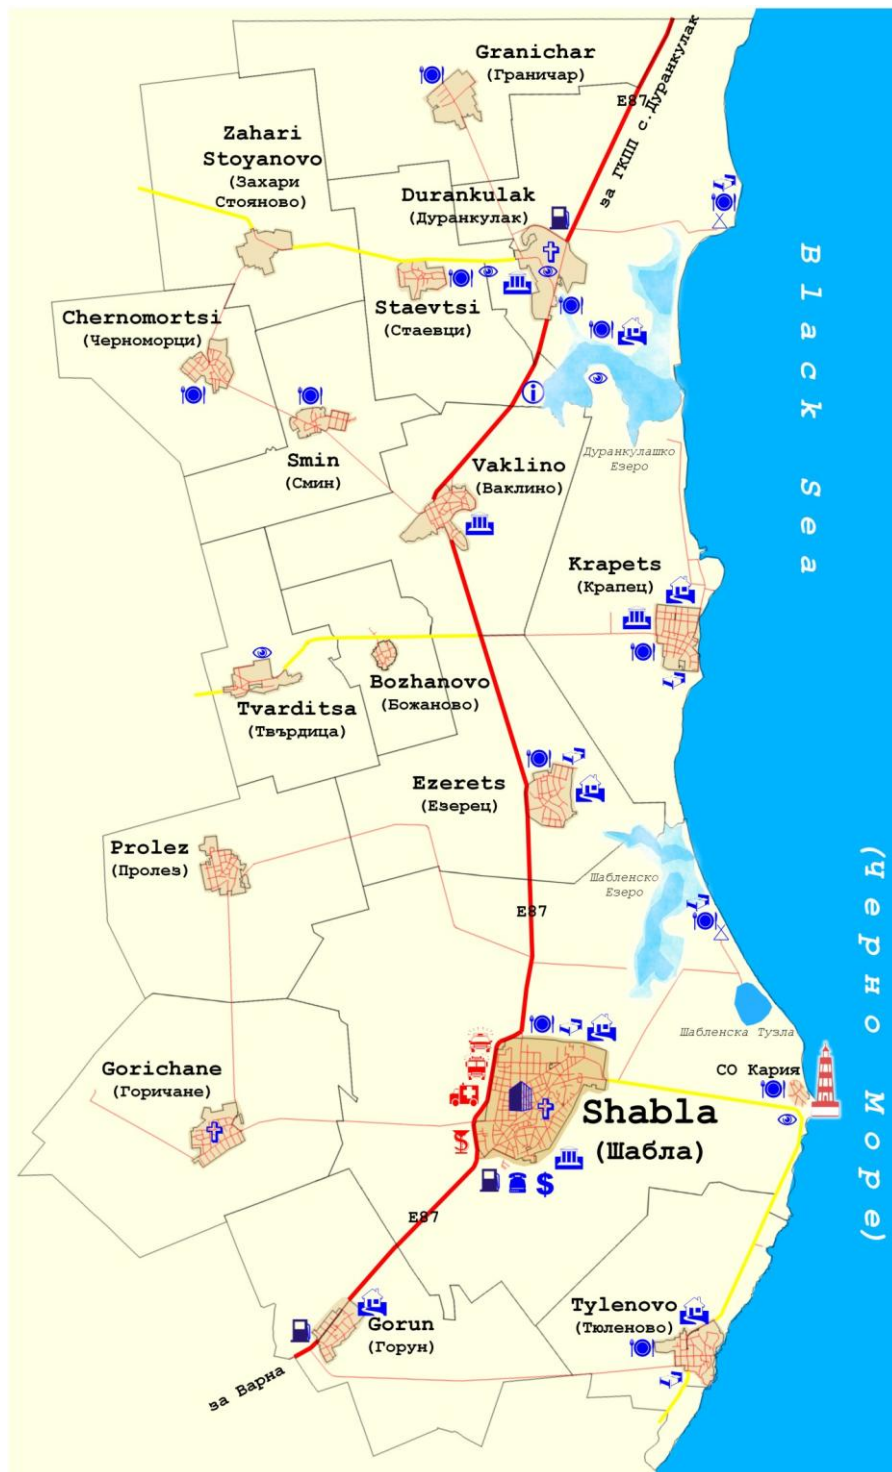 Granichar
(Граничар)
E87
за ГКПП с.Дуранкулак
Zahari
Stoyanovo
(Захари
Стояново)
Durankulak
(Дуранкулак)
Staevtsi
(Стаевци)
Chernomortsi
(Черноморци)
Smin
(Смин)
Vaklino
(Ваклино)
Дуранкулашко
Езеро
Black Sea
Krapets
(Крапец)
Bozhanovo
(Божаново)
Tvarditsa
(Твърдица)
Ezerets
(Езерец)
Prolez
(Пролез)
Шабленско
Езеро
E87
(Черно Море)
Шабленска Тузла
Gorichane
(Горичане)
СО Кария
Shabla
(Шабла)
$
E87
Tylenovo
(Тюленово)
Gorun
(Горун)
за Варна